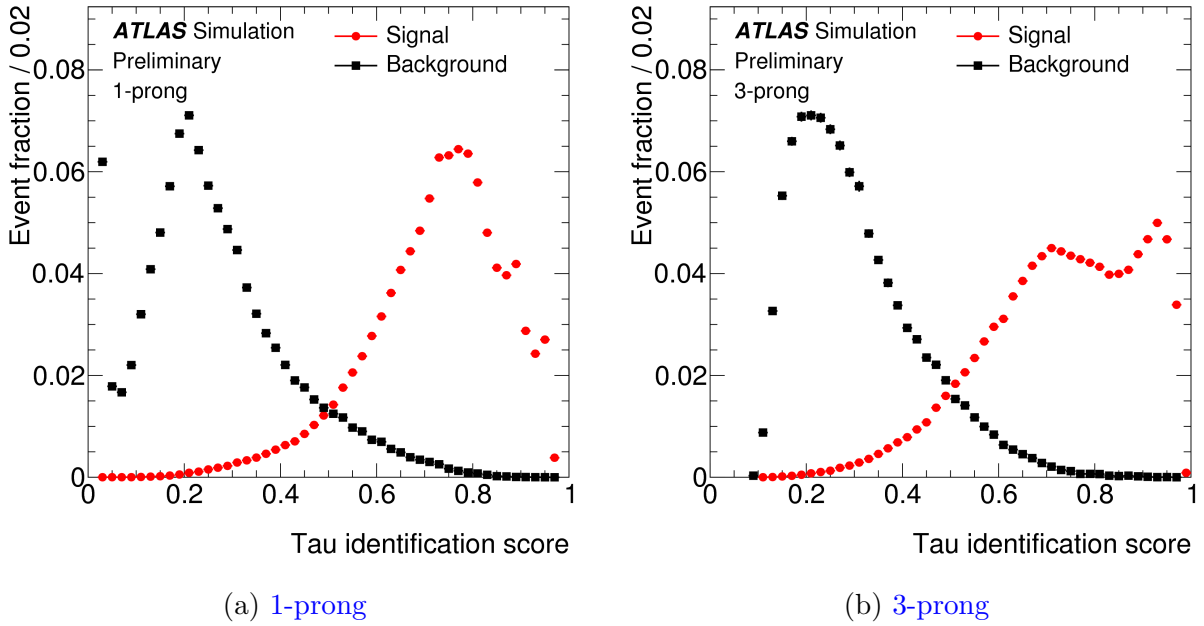 ATLAS Simulation
Preliminary
1-prong
Signal
Background
Event fraction / 0.02
0.08
0.06
0.04
0.02
0
0 0.2 0.4 0.6 0.8 1
Tau identification score
(a) 1-prong
ATLAS Simulation
Preliminary
3-prong
Signal
Background
Event fraction / 0.02
0.08
0.06
0.04
0.02
0
0 0.2 0.4 0.6 0.8 1
Tau identification score
(b) 3-prong